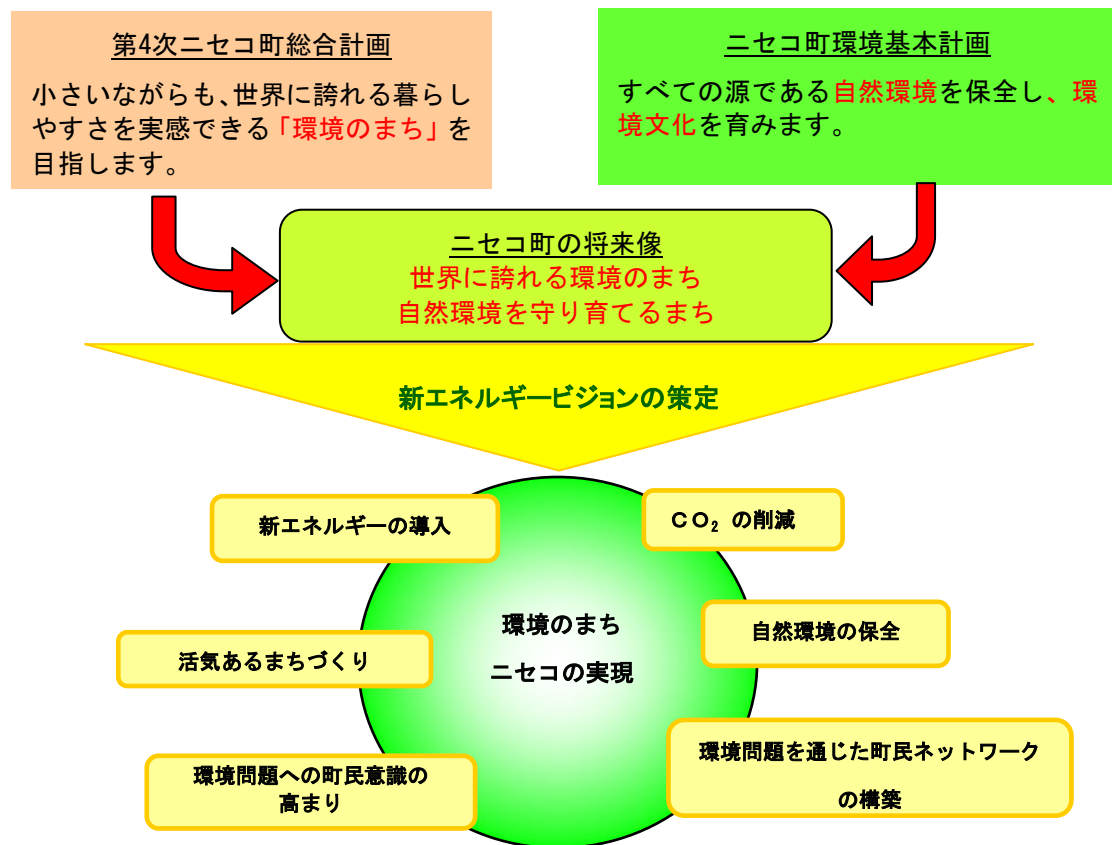 第4次ニセコ町総合計画
小さいながらも、世界に誇れる暮らし
やすさを実感できる「環境のまち」を
目指します。
ニセコ町環境基本計画
すべての源である自然環境を保全し、環
境文化を育みます。
ニセコ町の将来像
世界に誇れる環境のまち
自然環境を守り育てるまち
新エネルギービジョンの策定
新エネルギーの導入
CO₂ の削減
環境のまち
ニセコの実現
自然環境の保全
活気あるまちづくり
環境問題への町民意識の
高まり
環境問題を通じた町民ネットワーク
の構築